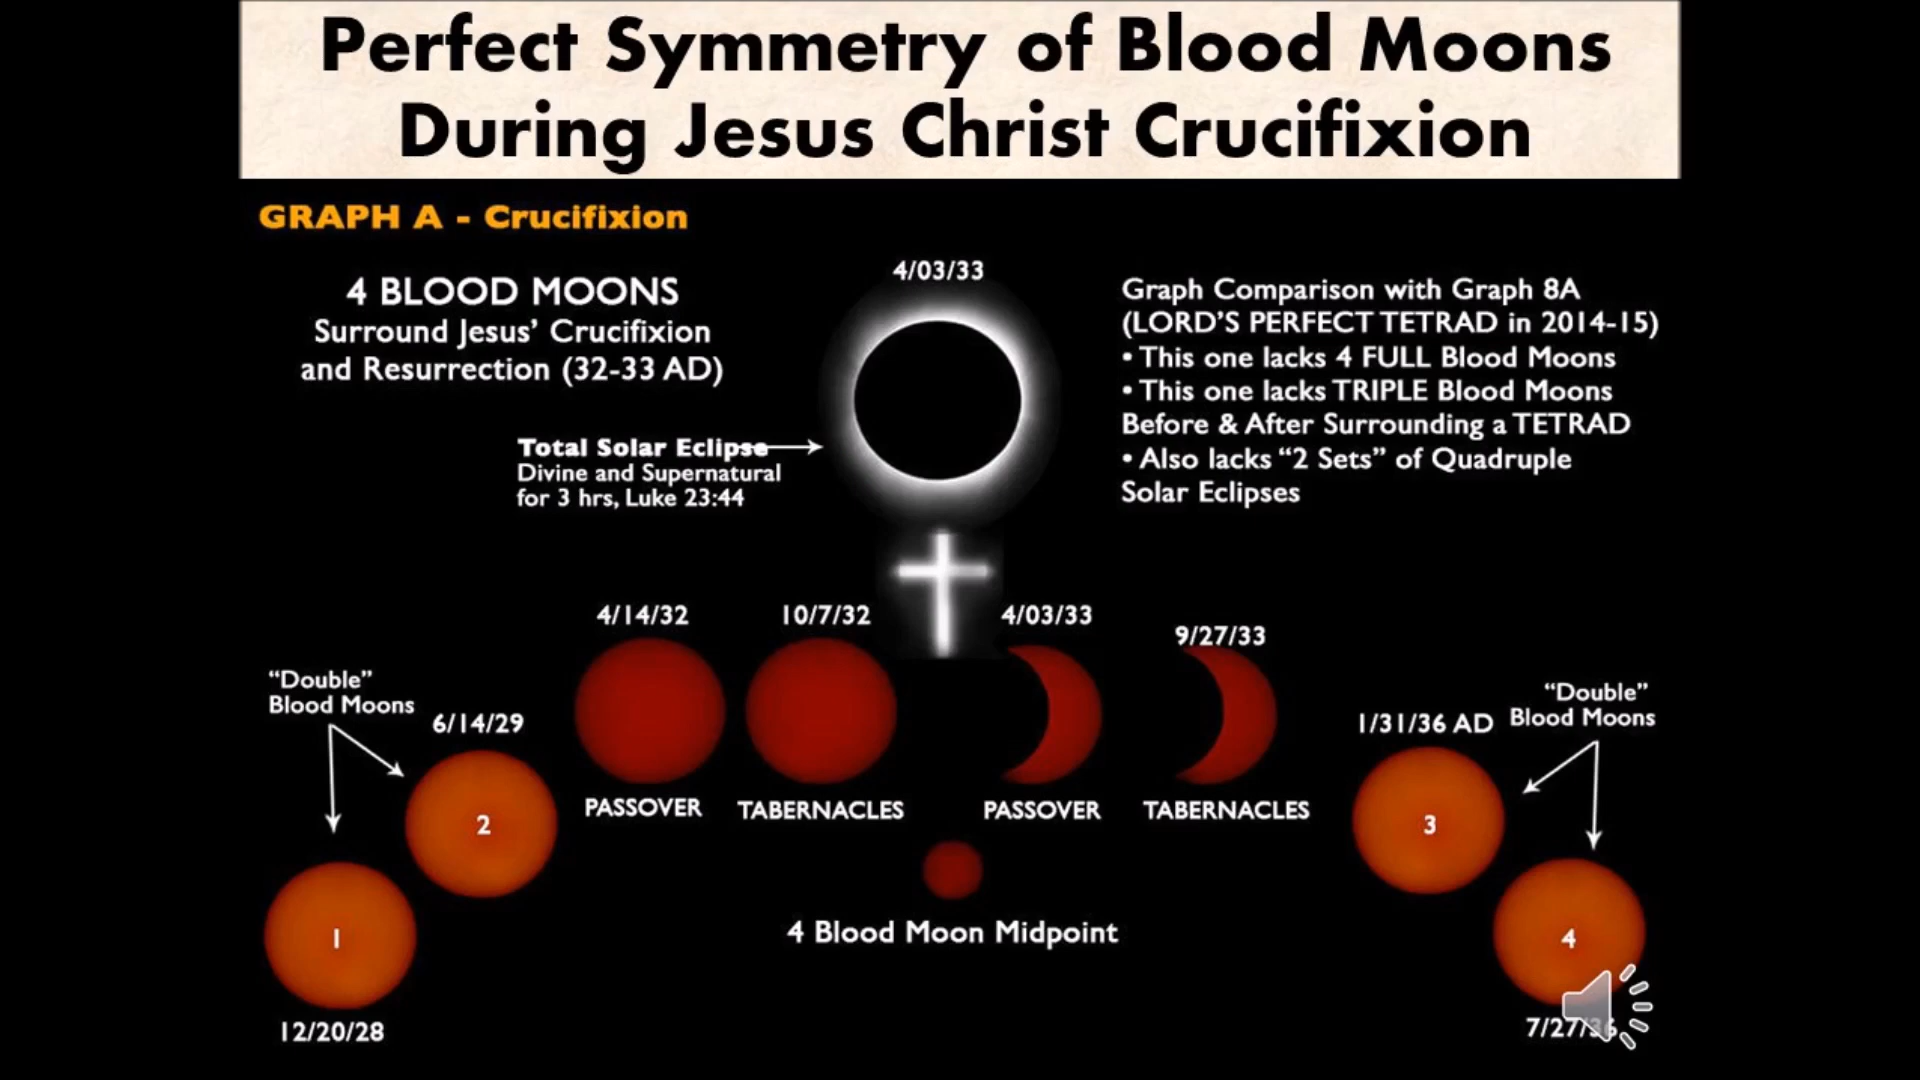 Perfect Symmetry of Blood Moons
During Jesus Christ Crucifixion
GRAPH A - Crucifixion
4 BLOOD MOONS
Surround Jesus’ Crucifixion
and Resurrection (32-33 AD)
4/03/33
Graph Comparison with Graph 8A
(LORD’S PERFECT TETRAD in 2014-15)
• This one lacks 4 FULL Blood Moons
• This one lacks TRIPLE Blood Moons
Before & After Surrounding a TETRAD
• Also lacks “2 Sets” of Quadruple
Solar Eclipses
Total Solar Eclipse
Divine and Supernatural
for 3 hrs, Luke 23:44
“Double”
Blood Moons
6/14/29
4/14/32
10/7/32
4/03/33
9/27/33
1/31/36 AD
“Double”
Blood Moons
PASSOVER
TABERNACLES
PASSOVER
TABERNACLES
2
3
1
4
4 Blood Moon Midpoint
12/20/28
7/27/36